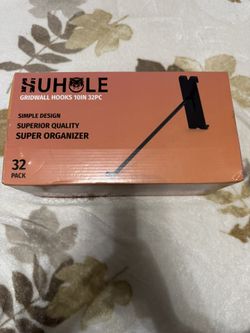 HUHOLE
GRIDWALL HOOKS 10IN 32PC
SIMPLE DESIGN
SUPERIOR QUALITY
SUPER ORGANIZER
32
PACK